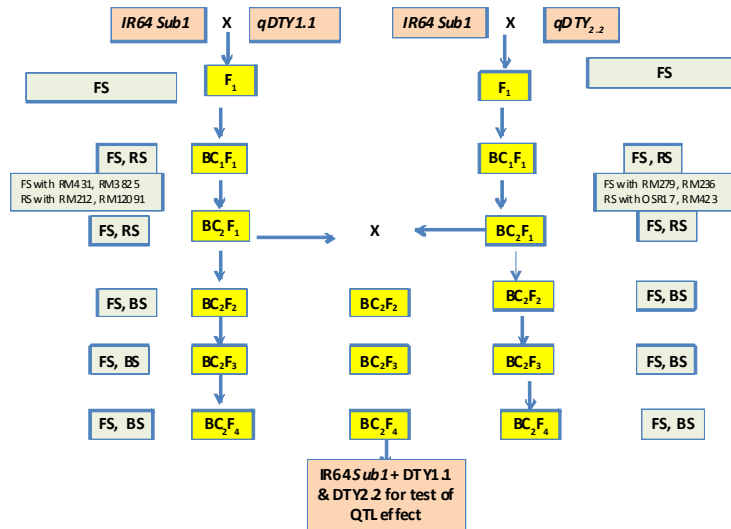 IR64 Sub1 X qDTY1.1 IR64 Sub1 X qDTY2.2
FS F1 F1 FS
FS, RS BC1F1 BC1F1 FS, RS
FS with RM431, RM3825 FS with RM279, RM236
RS with RM212, RM12091 RS with OSR17, RM423
FS, RS BC2F1 X BC2F1 FS, RS
FS, BS BC2F2 BC2F2 BC2F2 FS, BS
FS, BS BC2F3 BC2F3 BC2F3 FS, BS
FS, BS BC2F4 BC2F4 BC2F4 FS, BS
IR64 Sub1 + DTY1.1
& DTY2.2 for test of
QTL effect